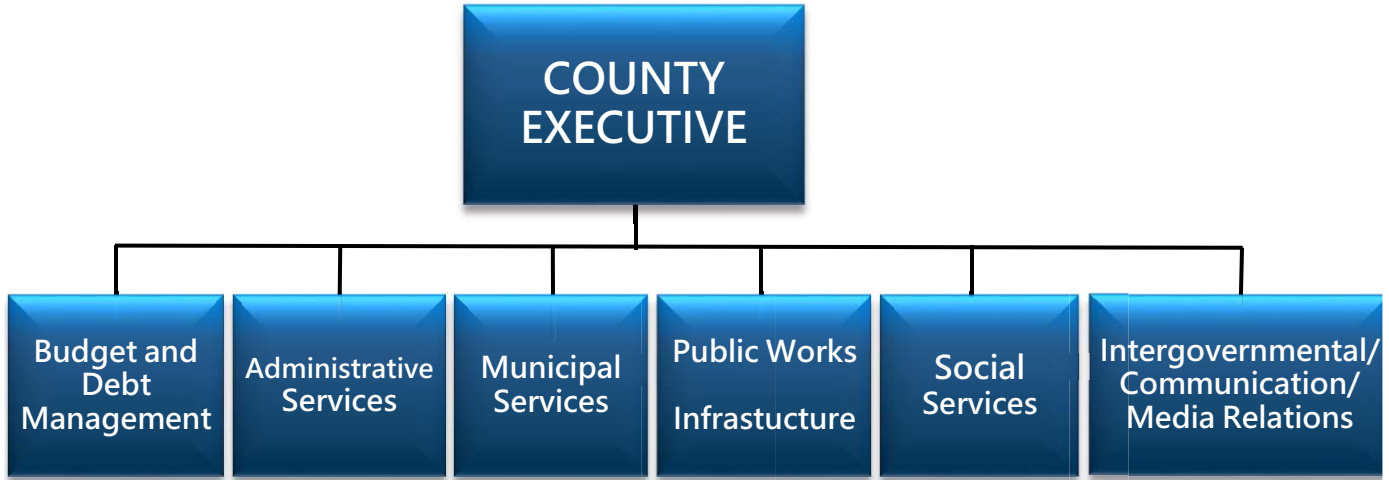 COUNTY
EXECUTIVE
Budget and
Debt
Management
Administrative
Services
Municipal
Services
Public Works
Infrastucture
Social
Services
Intergovernmental/
Communication/
Media Relations